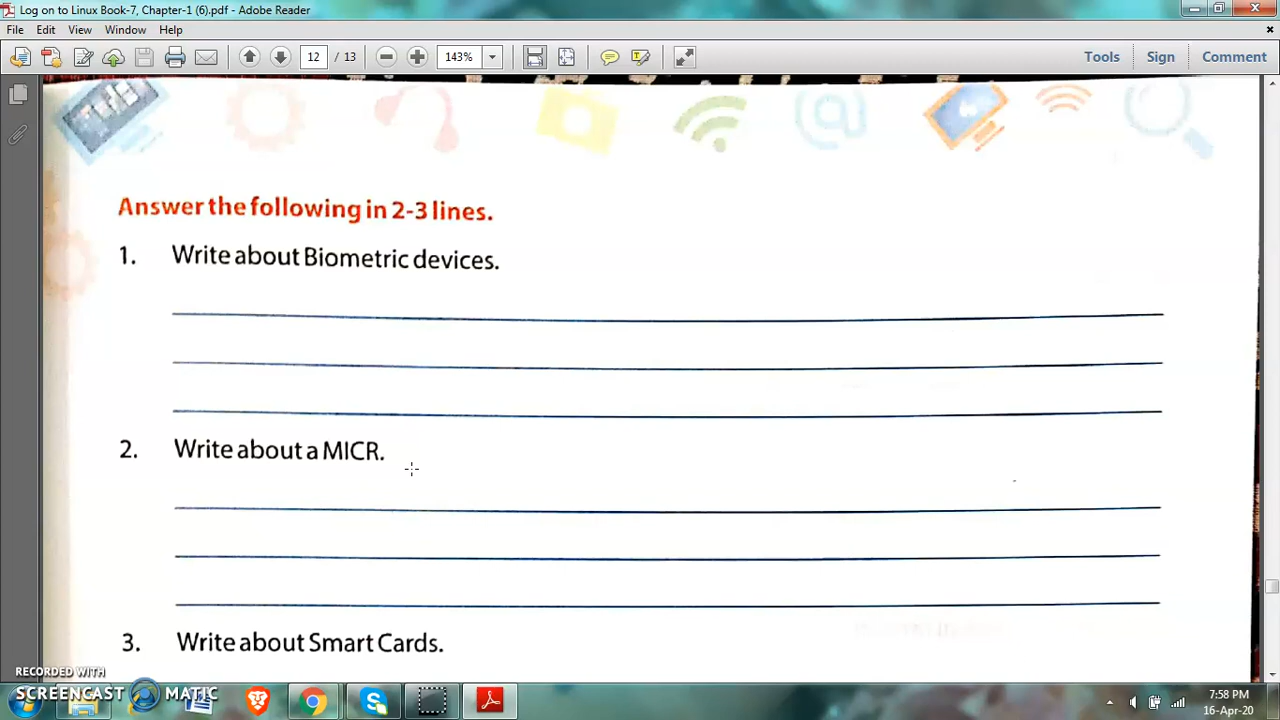 Log on to Linux Book-7, Chapter-1 (6).pdf - Adobe Reader
File Edit View Window Help
12 / 13 143% Tools Sign Comment
Answer the following in 2-3 lines.
1. Write about Biometric devices.
2. Write about a MICR.
3. Write about Smart Cards.
RECORDED WITH
SCREENCAST MATIC
7:58 PM
16-Apr-20